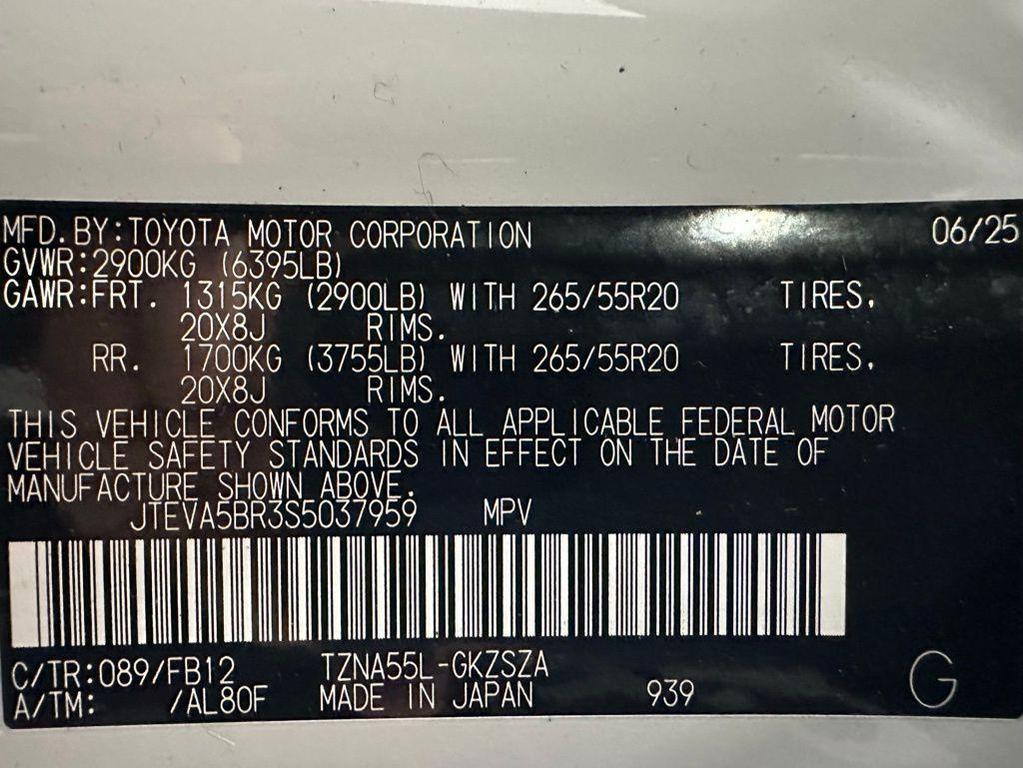 MFD. BY:TOYOTA MOTOR CORPORATION 06/25
GVWR:2900KG (6395LB)
GAWR:FRT. 1315KG (2900LB) WITH 265/55R20 TIRES,
20X8J RIMS.
RR. 1700KG (3755LB) WITH 265/55R20 TIRES,
20X8J RIMS.
THIS VEHICLE CONFORMS TO ALL APPLICABLE FEDERAL MOTOR
VEHICLE SAFETY STANDARDS IN EFFECT ON THE DATE OF
MANUFACTURE SHOWN ABOVE.
JTEVA5BR3S5037959 MPV
C/TR:089/FB12 TZNA55L-GKZSZA
A/TM: /AL80F MADE IN JAPAN 939 G